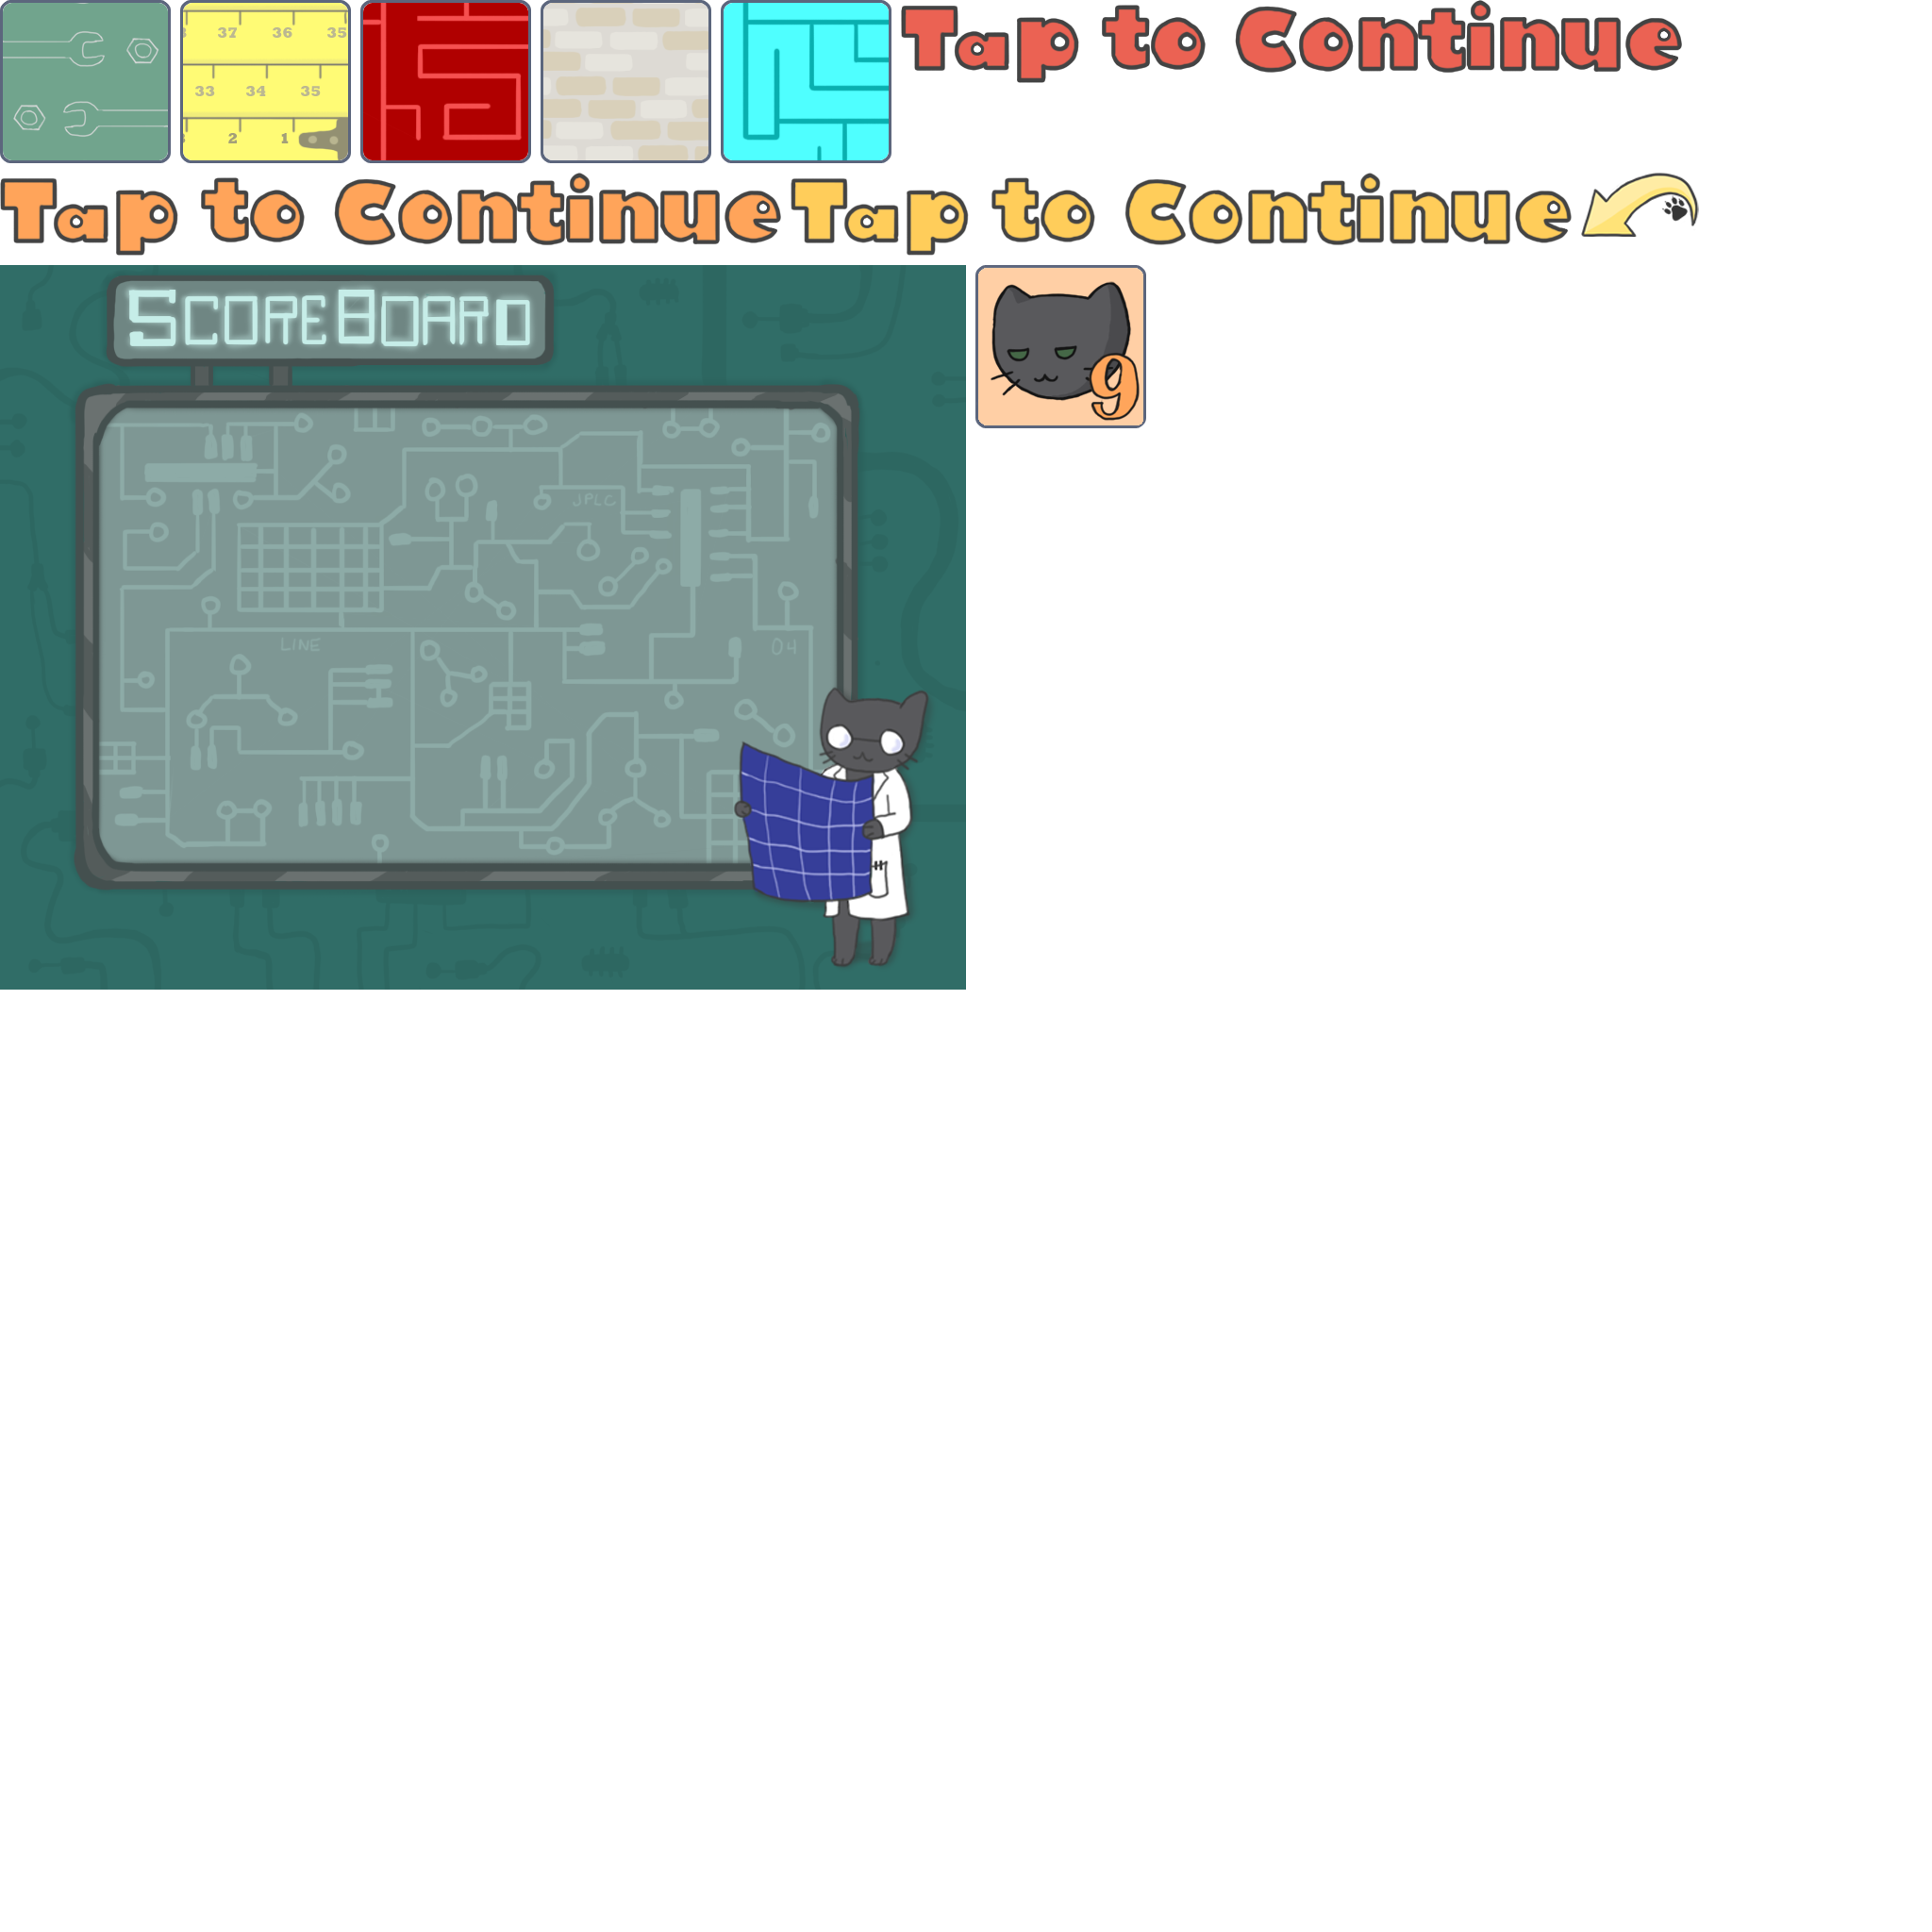 37 36 35
33 34 35
2 1
Tap to Continue
Tap to Continue
Tap to Continue
SCOREBOARD
9
JPLC
LINE
04